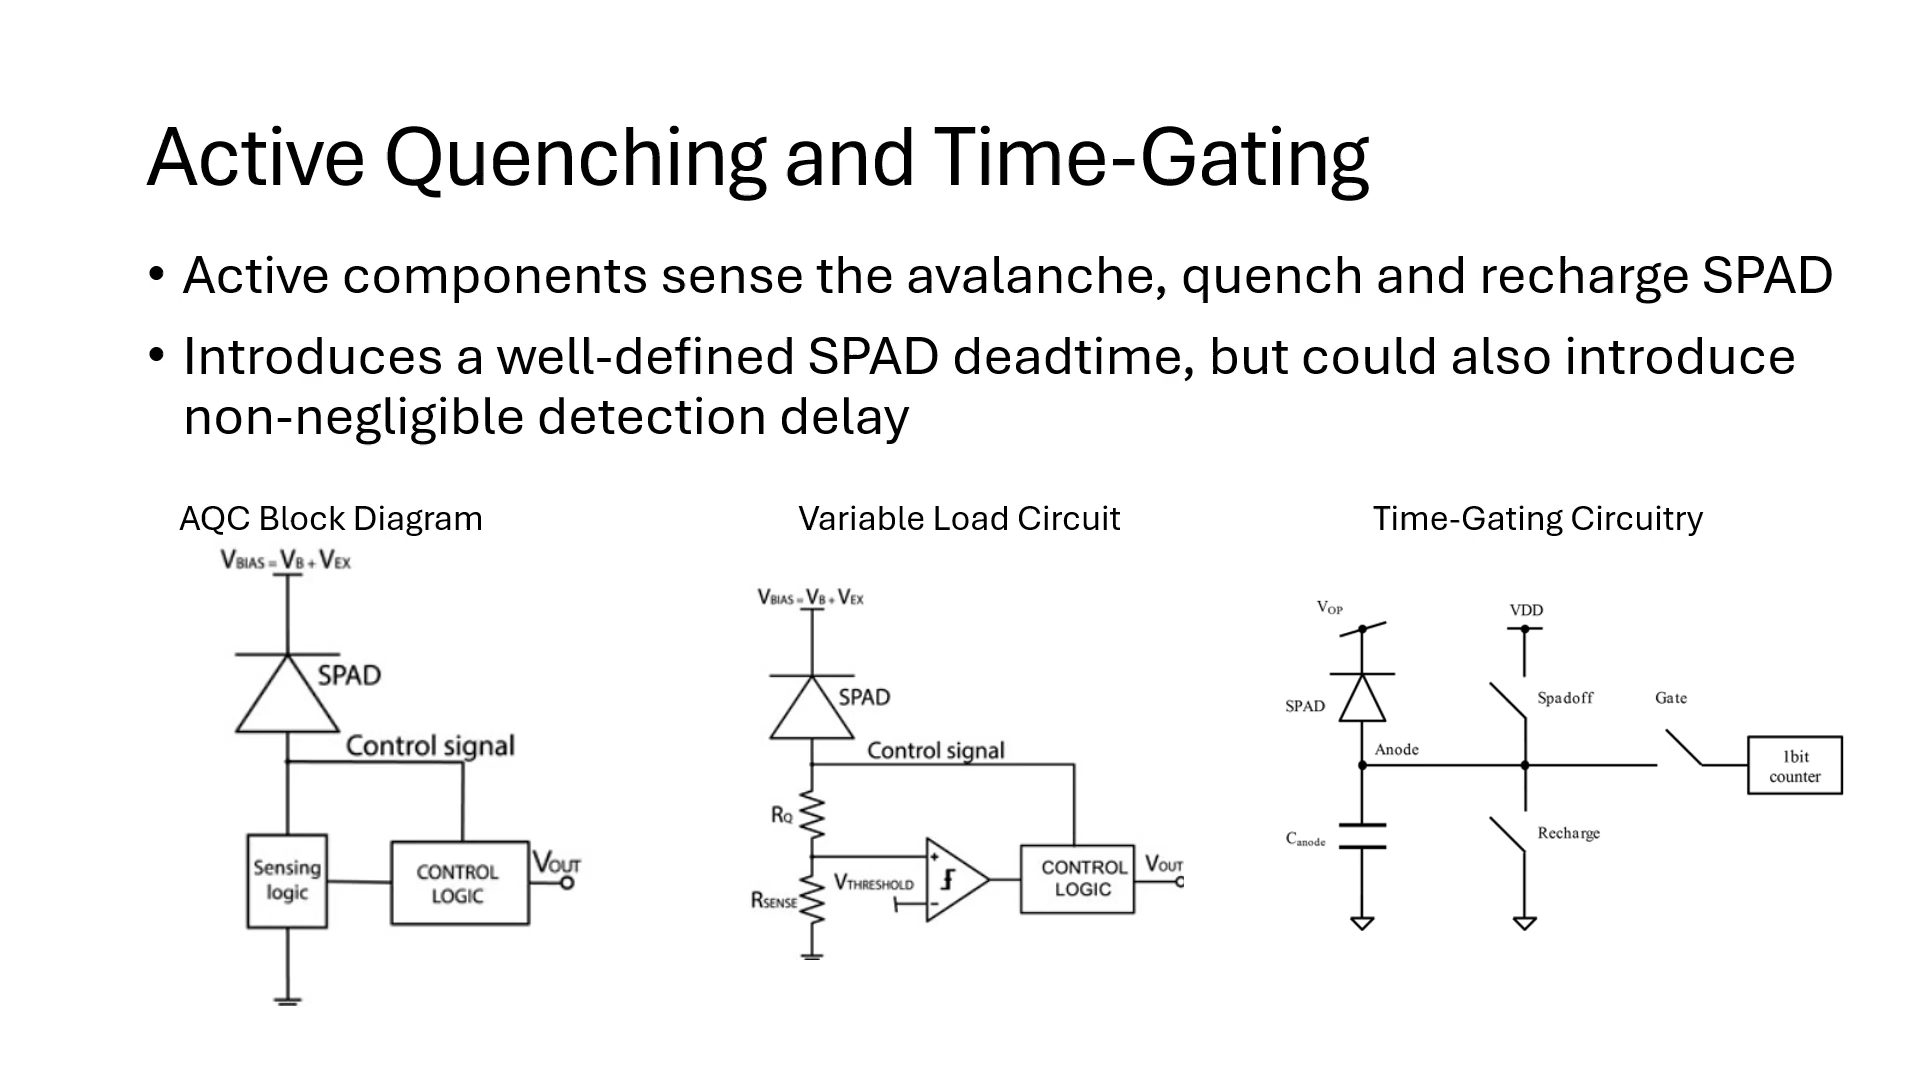 Active Quenching and Time-Gating
• Active components sense the avalanche, quench and recharge SPAD
• Introduces a well-defined SPAD deadtime, but could also introduce
non-negligible detection delay
AQC Block Diagram
VBIAS = VB + VEX
SPAD
Control signal
Sensing
logic
CONTROL
LOGIC
VOUT
Variable Load Circuit
VBIAS = VB + VEX
SPAD
Control signal
RQ
VTHRESHOLD
RSENSE
+
-
CONTROL
LOGIC
VOUT
Time-Gating Circuitry
VOP
VDD
SPAD
Spadoff
Gate
Anode
1bit
counter
Canode
Recharge